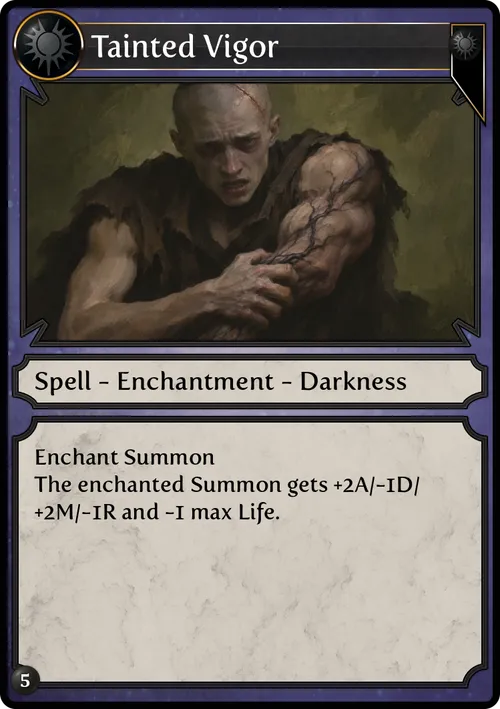 Tainted Vigor
Spell - Enchantment - Darkness
Enchant Summon
The enchanted Summon gets +2A/-1D/
+2M/-1R and -1 max Life.
5